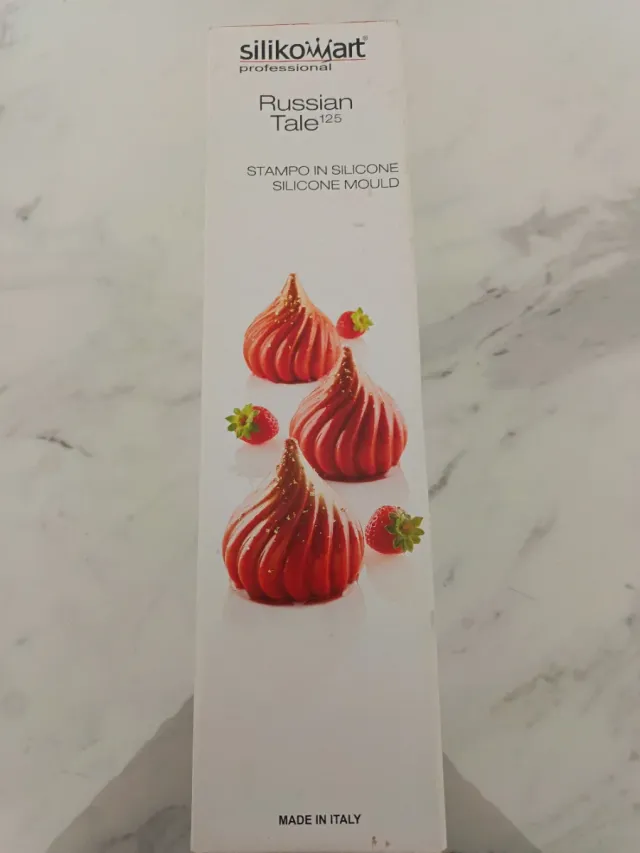 silikomart®
professional
Russian
Tale125
STAMPO IN SILICONE
SILICONE MOULD
MADE IN ITALY